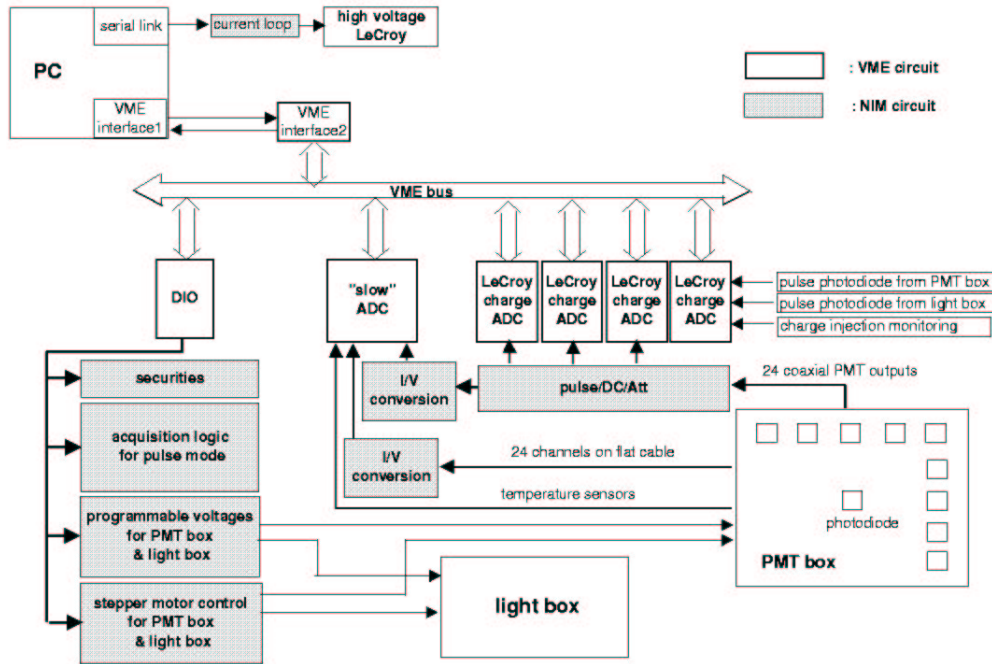 serial link
current loop
high voltage
LeCroy
PC
VME
interface1
VME
interface2
: VME circuit
: NIM circuit
VME bus
DIO
"slow"
ADC
LeCroy
charge
ADC
LeCroy
charge
ADC
LeCroy
charge
ADC
LeCroy
charge
ADC
pulse photodiode from PMT box
pulse photodiode from light box
charge injection monitoring
securities
I/V
conversion
pulse/DC/Att
24 coaxial PMT outputs
acquisition logic
for pulse mode
I/V
conversion
24 channels on flat cable
temperature sensors
programmable voltages
for PMT box
& light box
photodiode
PMT box
stepper motor control
for PMT box
& light box
light box